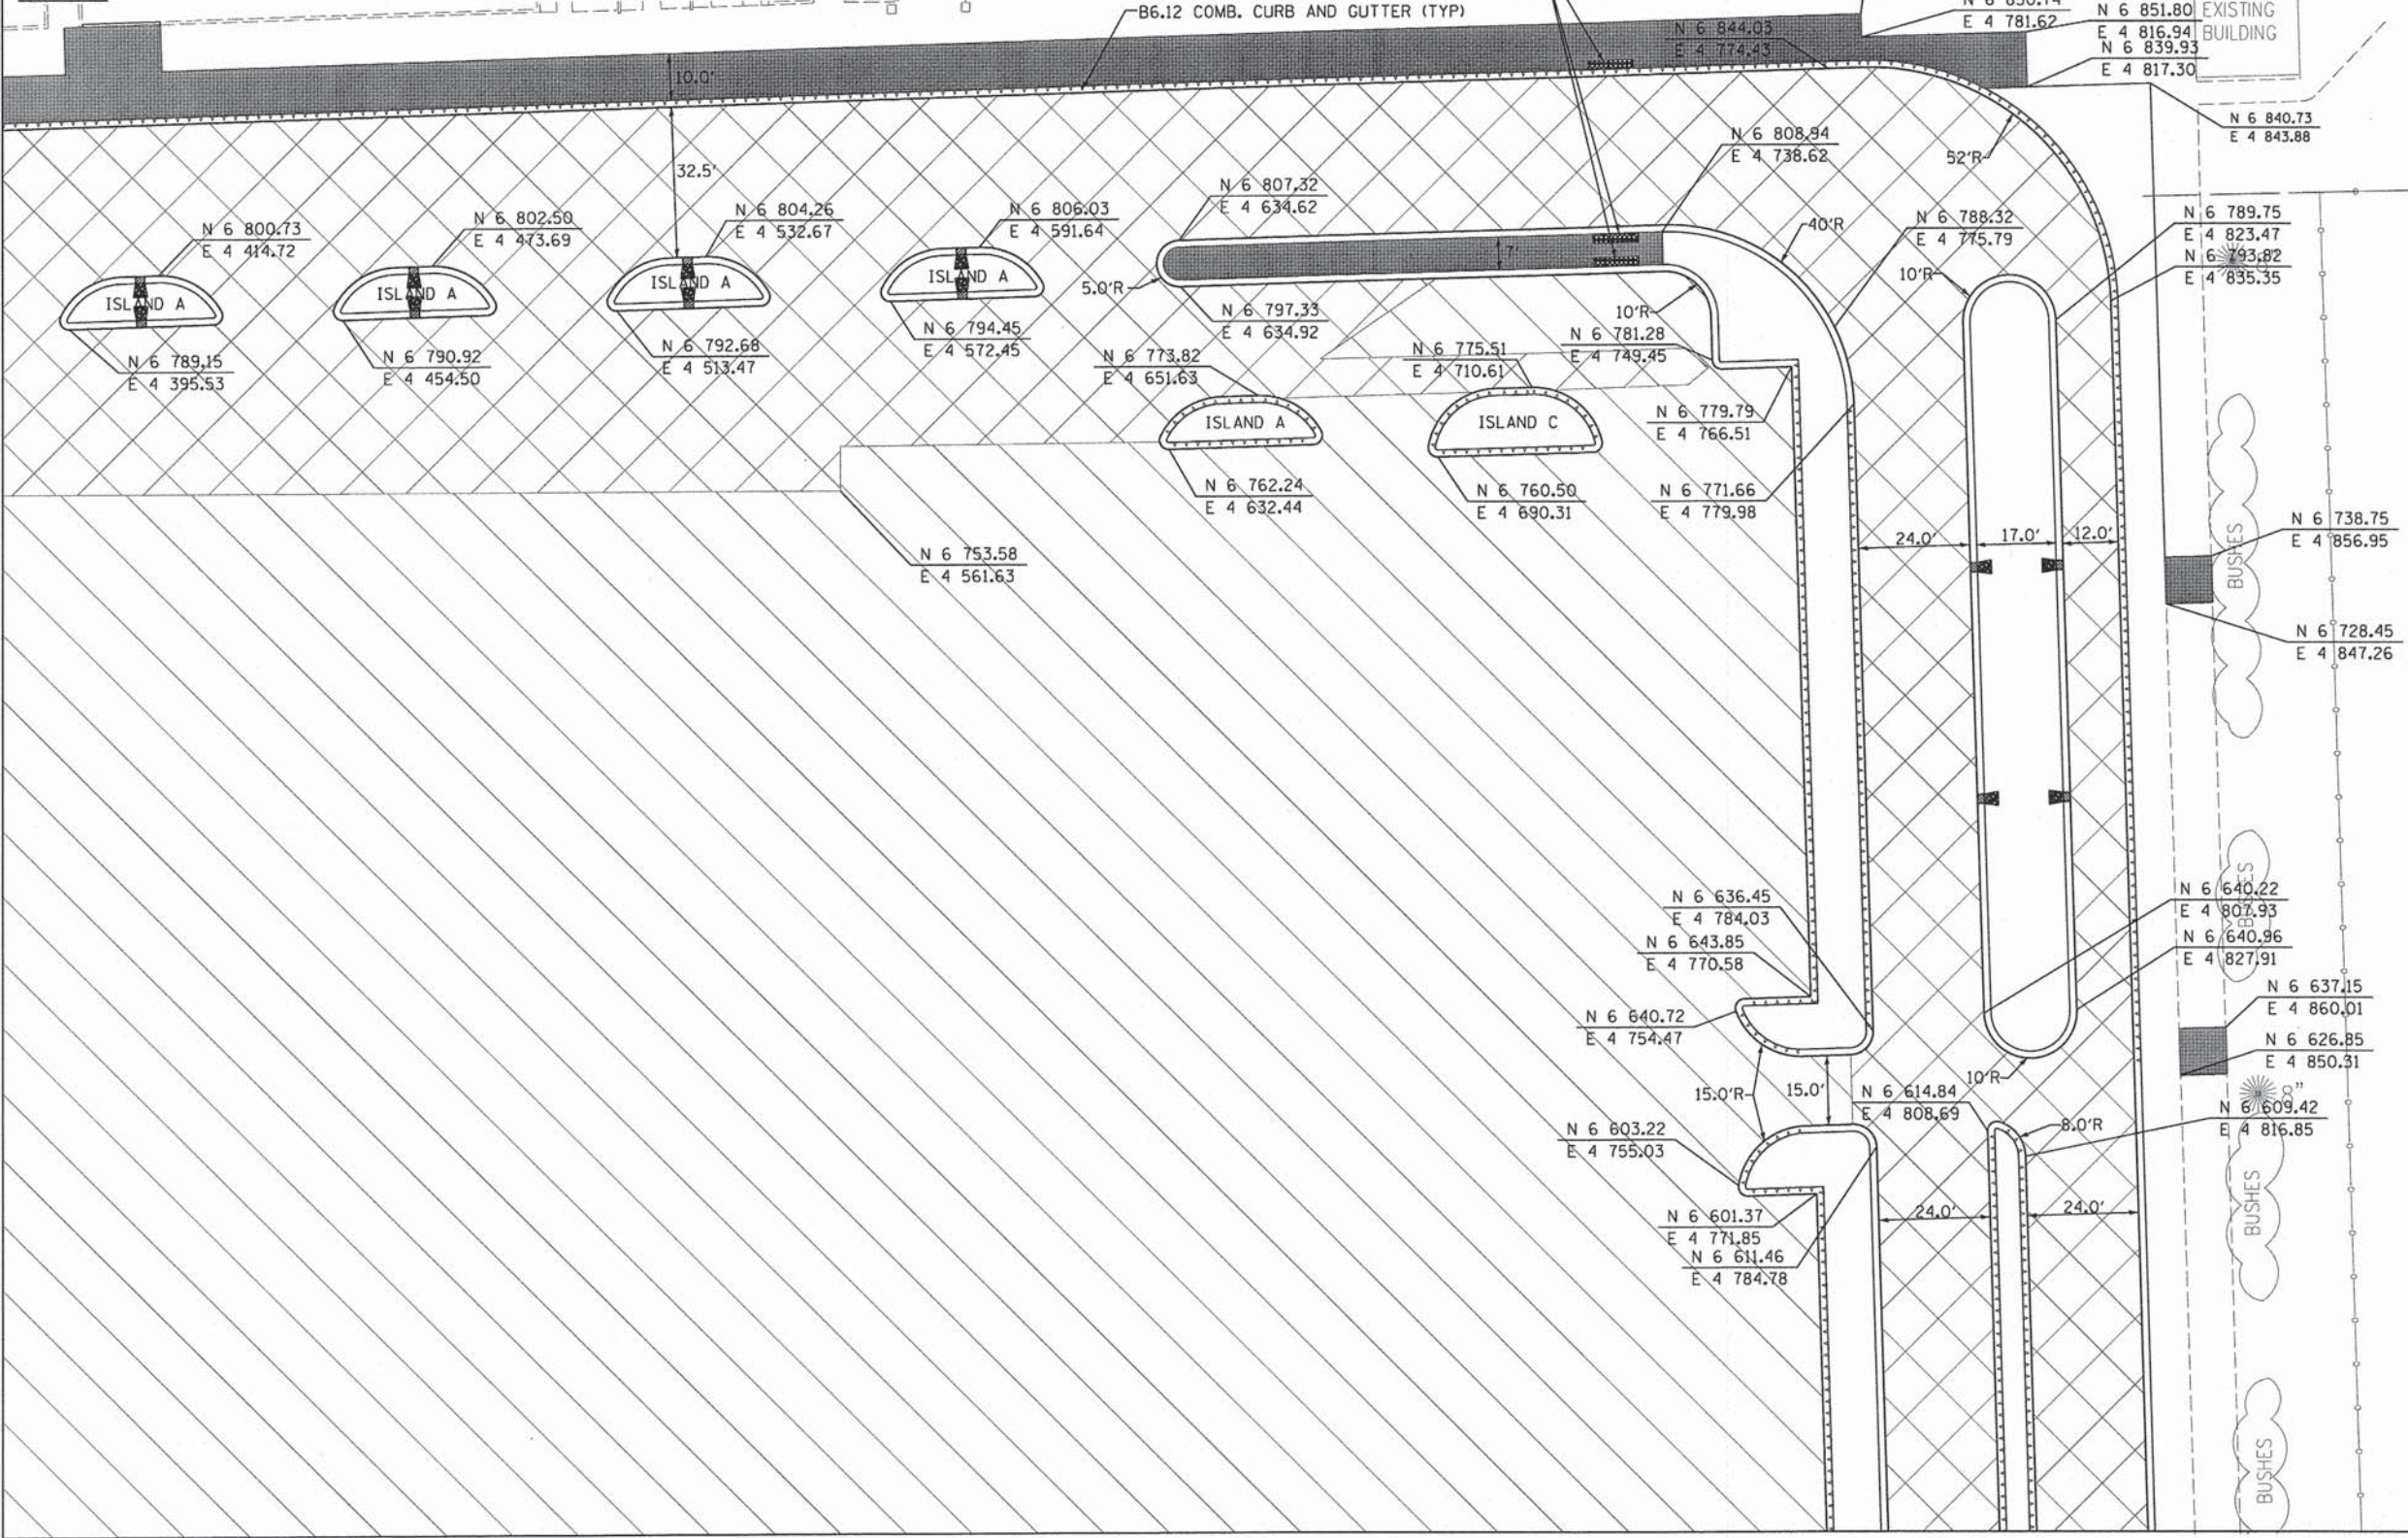 B6.12 COMB. CURB AND GUTTER (TYP)
E 4 781.62
N 6 851.80
E 4 816.94
EXISTING
BUILDING
N 6 844.03
E 4 774.43
N 6 839.93
E 4 817.30
10.0'
N 6 840.73
E 4 843.88
N 6 808.94
E 4 738.62
52'R
32.5'
N 6 807.32
E 4 634.62
N 6 800.73
E 4 414.72
N 6 802.50
E 4 473.69
N 6 804.26
E 4 532.67
N 6 806.03
E 4 591.64
40'R
N 6 788.32
E 4 775.79
N 6 789.75
E 4 823.47
N 6 793.82
E 4 835.35
7'
10'R
ISLAND A
ISLAND A
ISLAND A
ISLAND A
5.0'R
10'R
N 6 797.33
E 4 634.92
N 6 789.15
E 4 395.53
N 6 790.92
E 4 454.50
N 6 792.68
E 4 513.47
N 6 794.45
E 4 572.45
N 6 781.28
E 4 749.45
N 6 773.82
E 4 651.63
N 6 775.51
E 4 710.61
ISLAND A
ISLAND C
N 6 779.79
E 4 766.51
N 6 762.24
E 4 632.44
N 6 760.50
E 4 690.31
N 6 771.66
E 4 779.98
N 6 753.58
E 4 561.63
24.0'
17.0'
12.0'
N 6 738.75
E 4 856.95
BUSHES
N 6 728.45
E 4 847.26
N 6 636.45
E 4 784.03
N 6 643.85
E 4 770.58
N 6 640.22
E 4 807.93
BUSHES
N 6 640.96
E 4 827.91
N 6 637.15
E 4 860.01
N 6 640.72
E 4 754.47
N 6 626.85
E 4 850.31
15.0'R
15.0'
10'R
8"
N 6 614.84
E 4 808.69
N 6 609.42
E 4 816.85
8.0'R
N 6 603.22
E 4 755.03
BUSHES
N 6 601.37
E 4 771.85
24.0'
24.0'
N 6 611.46
E 4 784.78
BUSHES